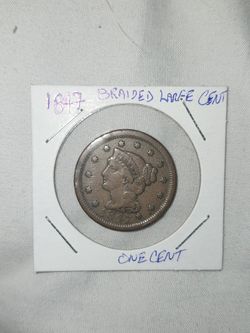 1847 BRAIDED LARGE CENT
ONE CENT